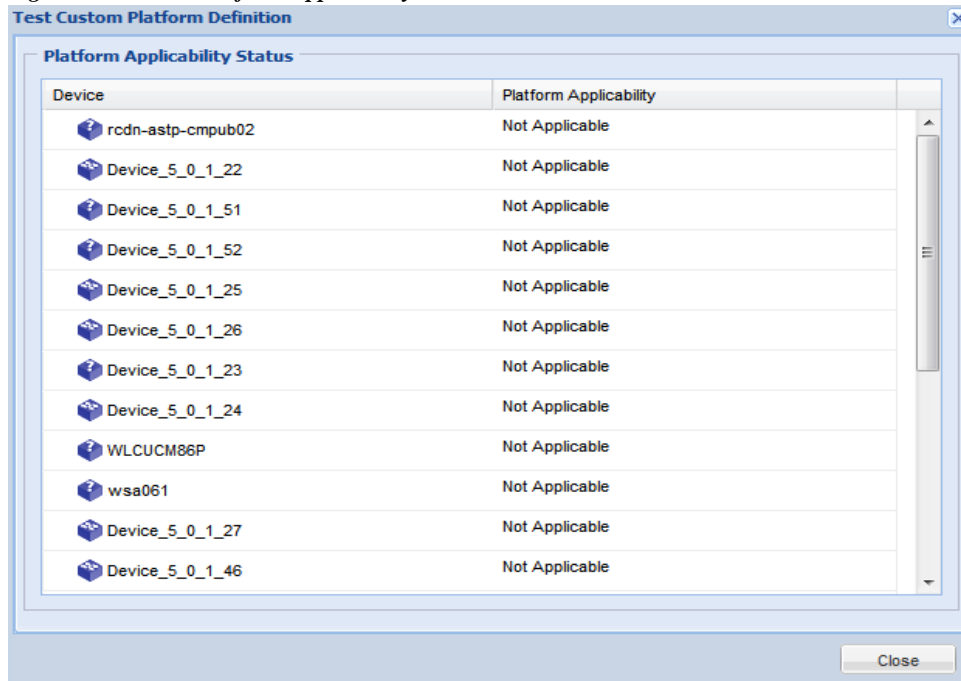 Test Custom Platform Definition
Platform Applicability Status
Device Platform Applicability
rcdn-astp-cmpub02 Not Applicable
Device_5_0_1_22 Not Applicable
Device_5_0_1_51 Not Applicable
Device_5_0_1_52 Not Applicable
Device_5_0_1_25 Not Applicable
Device_5_0_1_26 Not Applicable
Device_5_0_1_23 Not Applicable
Device_5_0_1_24 Not Applicable
WLCUCM86P Not Applicable
wsa061 Not Applicable
Device_5_0_1_27 Not Applicable
Device_5_0_1_46 Not Applicable
Close